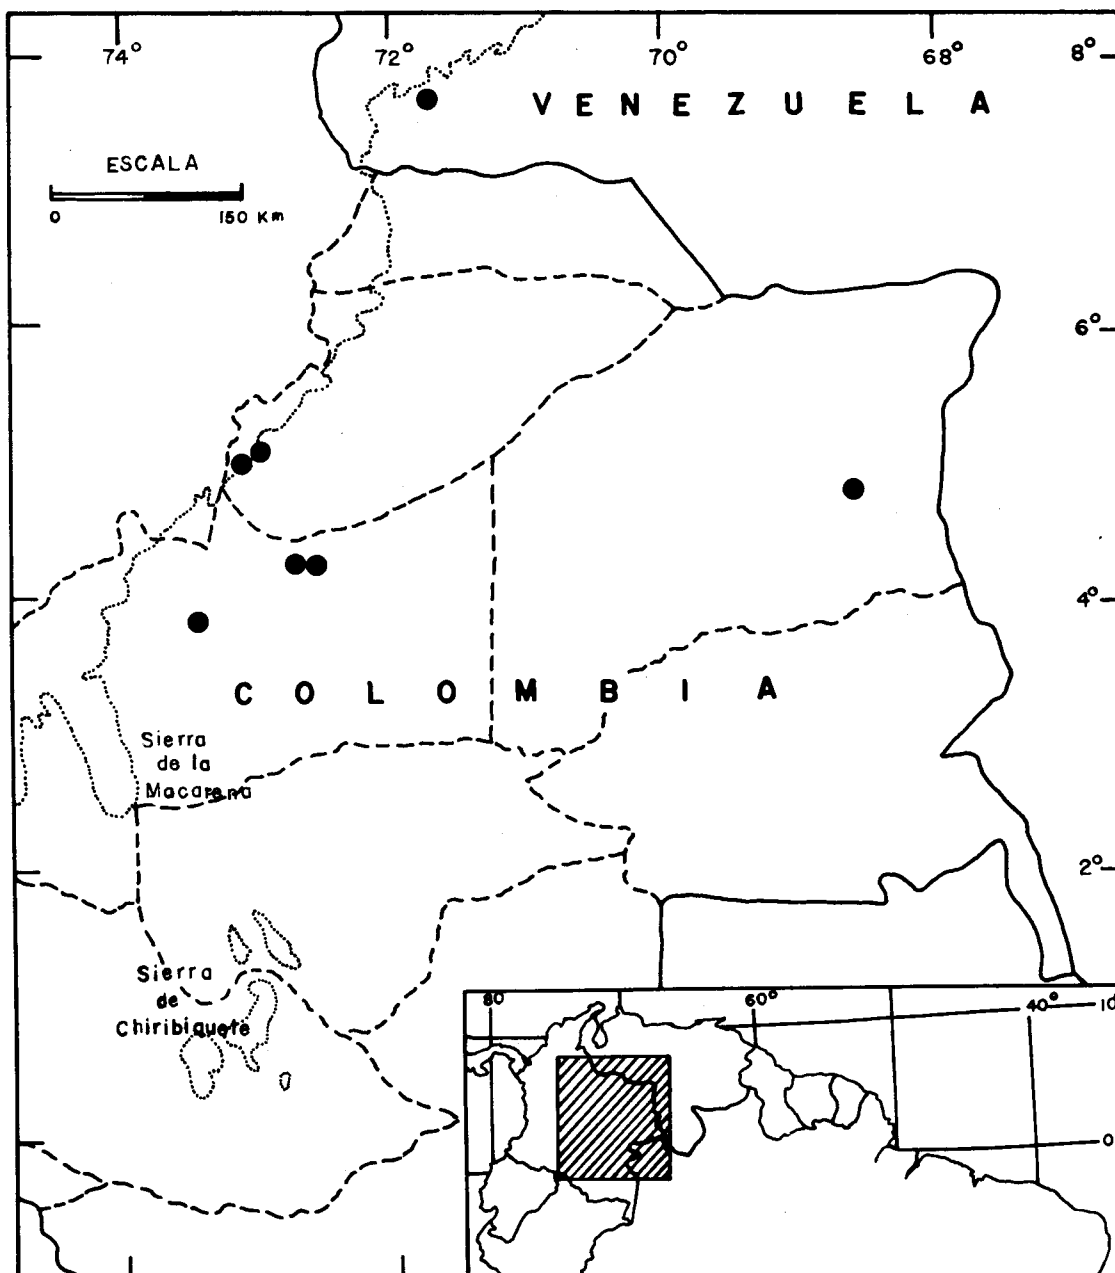 74° 72° 70° 68° 8°
VENEZUELA
ESCALA
0 150 Km
6°
4°
COLOMBIA
Sierra
de la
Macarena
2°
Sierra
de
Chiribiquete
80 60° 40° 10
0